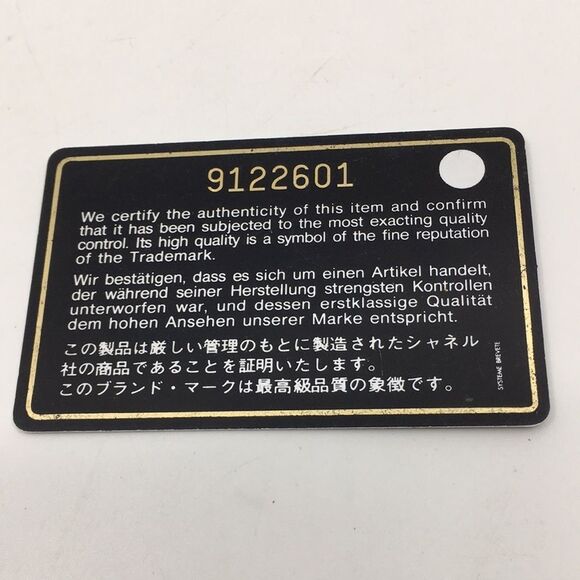 9122601
We certify the authenticity of this item and confirm
that it has been subjected to the most exacting quality
control. Its high quality is a symbol of the fine reputation
of the Trademark.
Wir bestätigen, dass es sich um einen Artikel handelt,
der während seiner Herstellung strengsten Kontrollen
unterworfen war, und dessen erstklassige Qualität
dem hohen Ansehen unserer Marke entspricht.
この製品は厳しい管理のもとに製造されたシャネル
社の商品であることを証明いたします。
このブランド・マークは最高級品質の象徴です。
SYSTEME BREVETE